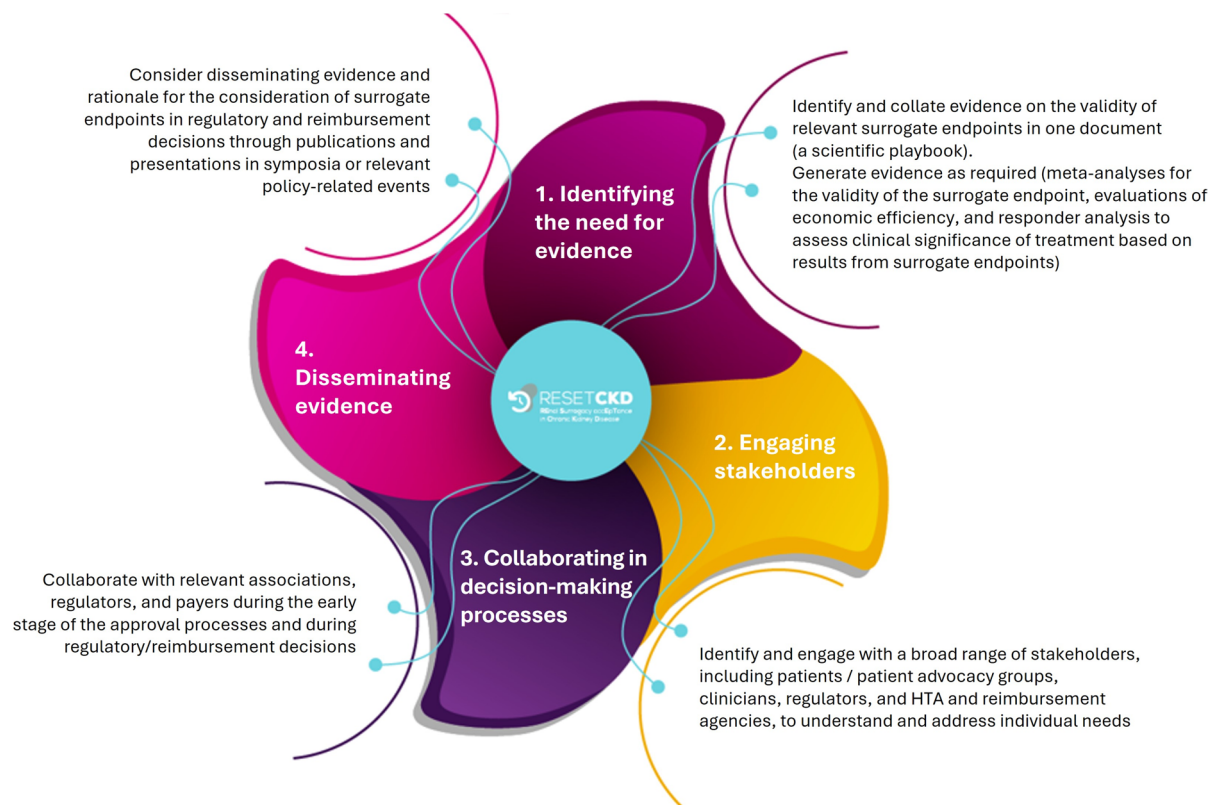 Consider disseminating evidence and
rationale for the consideration of surrogate
endpoints in regulatory and reimbursement
decisions through publications and
presentations in symposia or relevant
policy-related events
Identify and collate evidence on the validity of
relevant surrogate endpoints in one document
(a scientific playbook).
Generate evidence as required (meta-analyses for
the validity of the surrogate endpoint, evaluations of
economic efficiency, and responder analysis to
assess clinical significance of treatment based on
results from surrogate endpoints)
1. Identifying
the need for
evidence
4.
Disseminating
evidence
RESETCKD
REnal Surrogacy accEpTance
in Chronic Kidney Disease
2. Engaging
stakeholders
3. Collaborating in
decision-making
processes
Collaborate with relevant associations,
regulators, and payers during the early
stage of the approval processes and during
regulatory/reimbursement decisions
Identify and engage with a broad range of stakeholders,
including patients / patient advocacy groups,
clinicians, regulators, and HTA and reimbursement
agencies, to understand and address individual needs